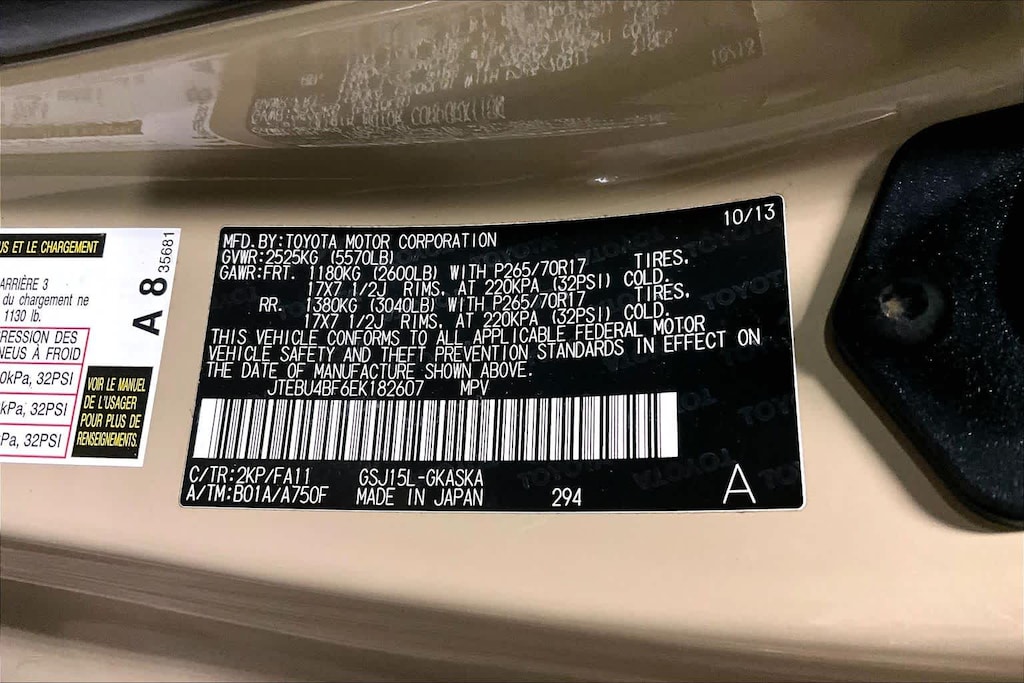 US ET LE CHARGEMENT
ARRIÈRE 3
du chargement ne
1130 lb.
RESSION DES
NEUS À FROID
0kPa, 32PSI
kPa, 32PSI
Pa, 32PSI
VOIR LE MANUEL
DE L'USAGER
POUR PLUS DE
RENSEIGNEMENTS.
A 8 35681
10/13
MFD. BY: TOYOTA MOTOR CORPORATION
GVWR: 2525KG (5570LB)
GAWR: FRT. 1180KG (2600LB) WITH P265/70R17 TIRES.
17X7 1/2J RIMS. AT 220KPA (32PSI) COLD.
RR. 1380KG (3040LB) WITH P265/70R17 TIRES.
17X7 1/2J RIMS. AT 220KPA (32PSI) COLD.
THIS VEHICLE CONFORMS TO ALL APPLICABLE FEDERAL MOTOR
VEHICLE SAFETY AND THEFT PREVENTION STANDARDS IN EFFECT ON
THE DATE OF MANUFACTURE SHOWN ABOVE.
JTEBU4BF6EK182607 MPV
C/TR: 2KP/FA11 GSJ15L-GKASKA
A/TM: B01A/A750F MADE IN JAPAN 294 A